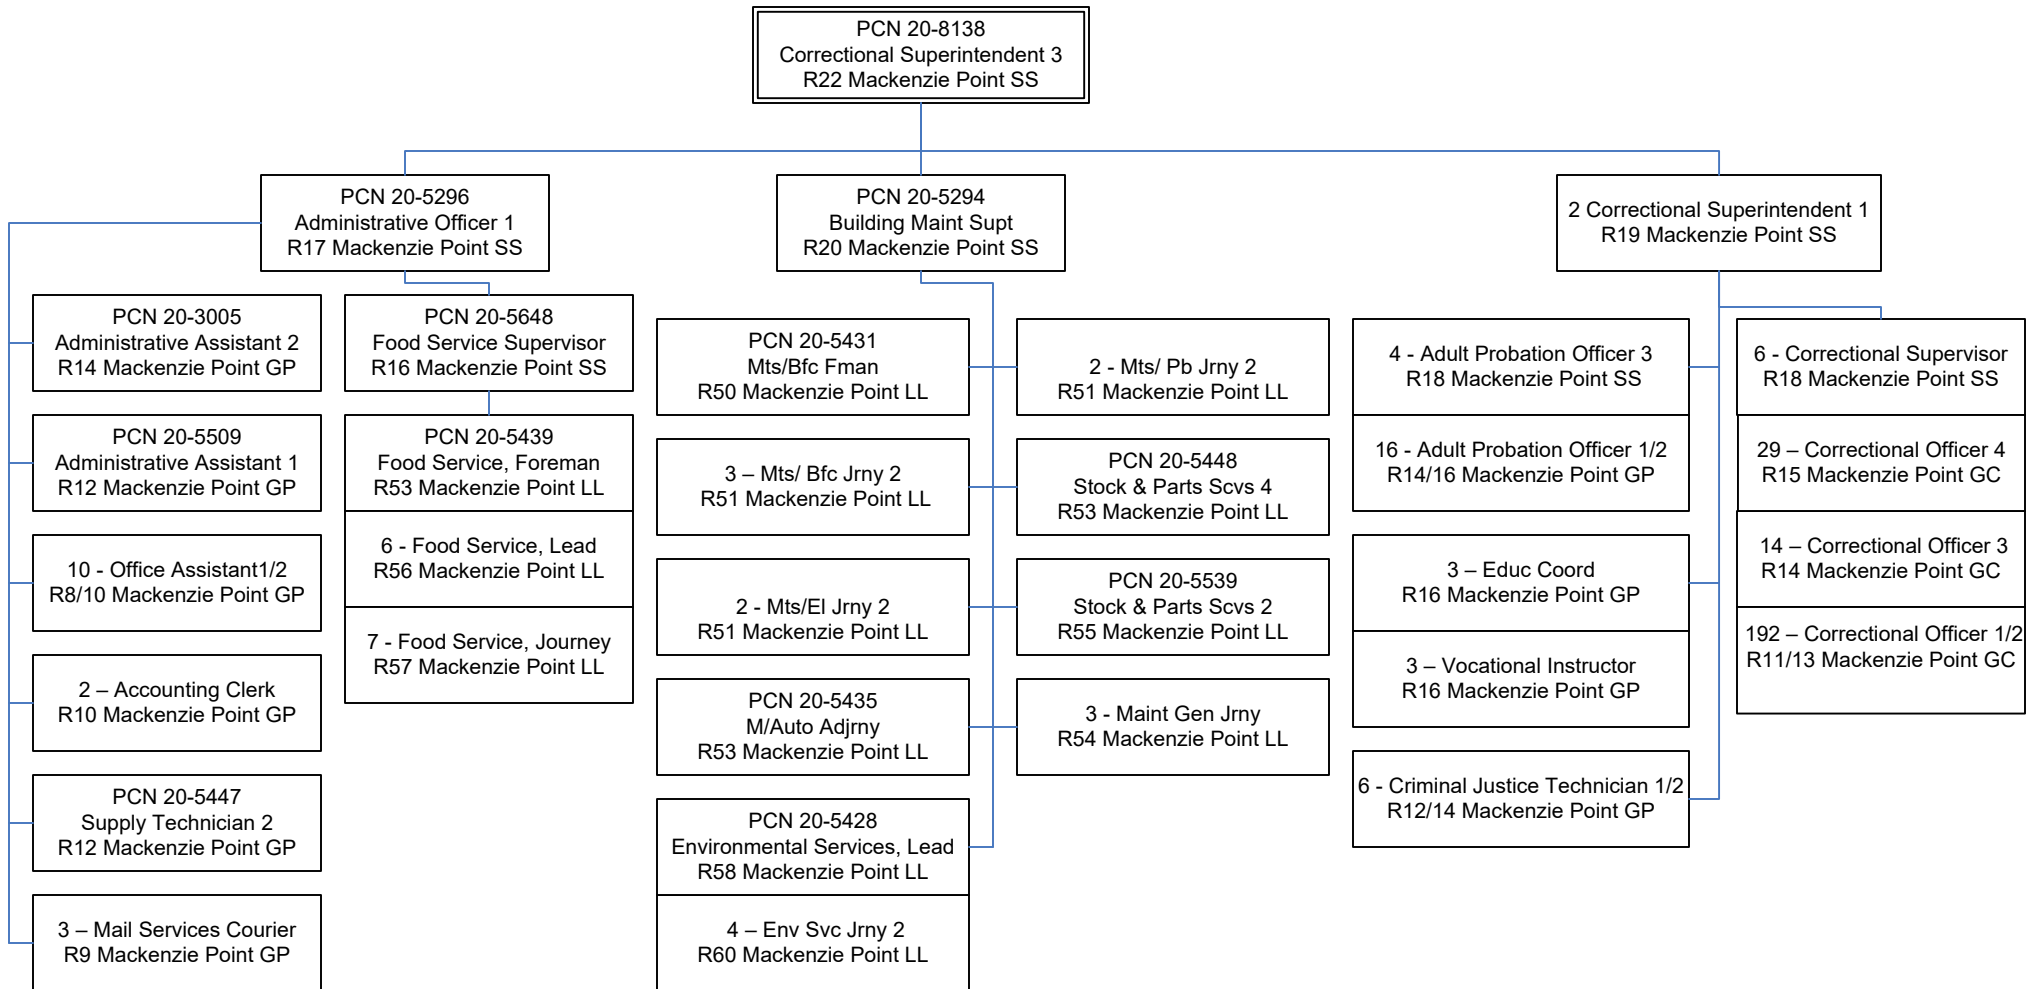 PCN 20-8138
Correctional Superintendent 3
R22 Mackenzie Point SS
PCN 20-5296
Administrative Officer 1
R17 Mackenzie Point SS
PCN 20-5294
Building Maint Supt
R20 Mackenzie Point SS
2 Correctional Superintendent 1
R19 Mackenzie Point SS
PCN 20-3005
Administrative Assistant 2
R14 Mackenzie Point GP
PCN 20-5509
Administrative Assistant 1
R12 Mackenzie Point GP
10 - Office Assistant1/2
R8/10 Mackenzie Point GP
2 – Accounting Clerk
R10 Mackenzie Point GP
PCN 20-5447
Supply Technician 2
R12 Mackenzie Point GP
3 – Mail Services Courier
R9 Mackenzie Point GP
PCN 20-5648
Food Service Supervisor
R16 Mackenzie Point SS
PCN 20-5439
Food Service, Foreman
R53 Mackenzie Point LL
6 - Food Service, Lead
R56 Mackenzie Point LL
7 - Food Service, Journey
R57 Mackenzie Point LL
PCN 20-5431
Mts/Bfc Fman
R50 Mackenzie Point LL
3 – Mts/ Bfc Jrny 2
R51 Mackenzie Point LL
2 - Mts/El Jrny 2
R51 Mackenzie Point LL
PCN 20-5435
M/Auto Adjrny
R53 Mackenzie Point LL
PCN 20-5428
Environmental Services, Lead
R58 Mackenzie Point LL
4 – Env Svc Jrny 2
R60 Mackenzie Point LL
2 - Mts/ Pb Jrny 2
R51 Mackenzie Point LL
PCN 20-5448
Stock & Parts Scvs 4
R53 Mackenzie Point LL
PCN 20-5539
Stock & Parts Scvs 2
R55 Mackenzie Point LL
3 - Maint Gen Jrny
R54 Mackenzie Point LL
4 - Adult Probation Officer 3
R18 Mackenzie Point SS
16 - Adult Probation Officer 1/2
R14/16 Mackenzie Point GP
3 – Educ Coord
R16 Mackenzie Point GP
3 – Vocational Instructor
R16 Mackenzie Point GP
6 - Criminal Justice Technician 1/2
R12/14 Mackenzie Point GP
6 - Correctional Supervisor
R18 Mackenzie Point SS
29 – Correctional Officer 4
R15 Mackenzie Point GC
14 – Correctional Officer 3
R14 Mackenzie Point GC
192 – Correctional Officer 1/2
R11/13 Mackenzie Point GC